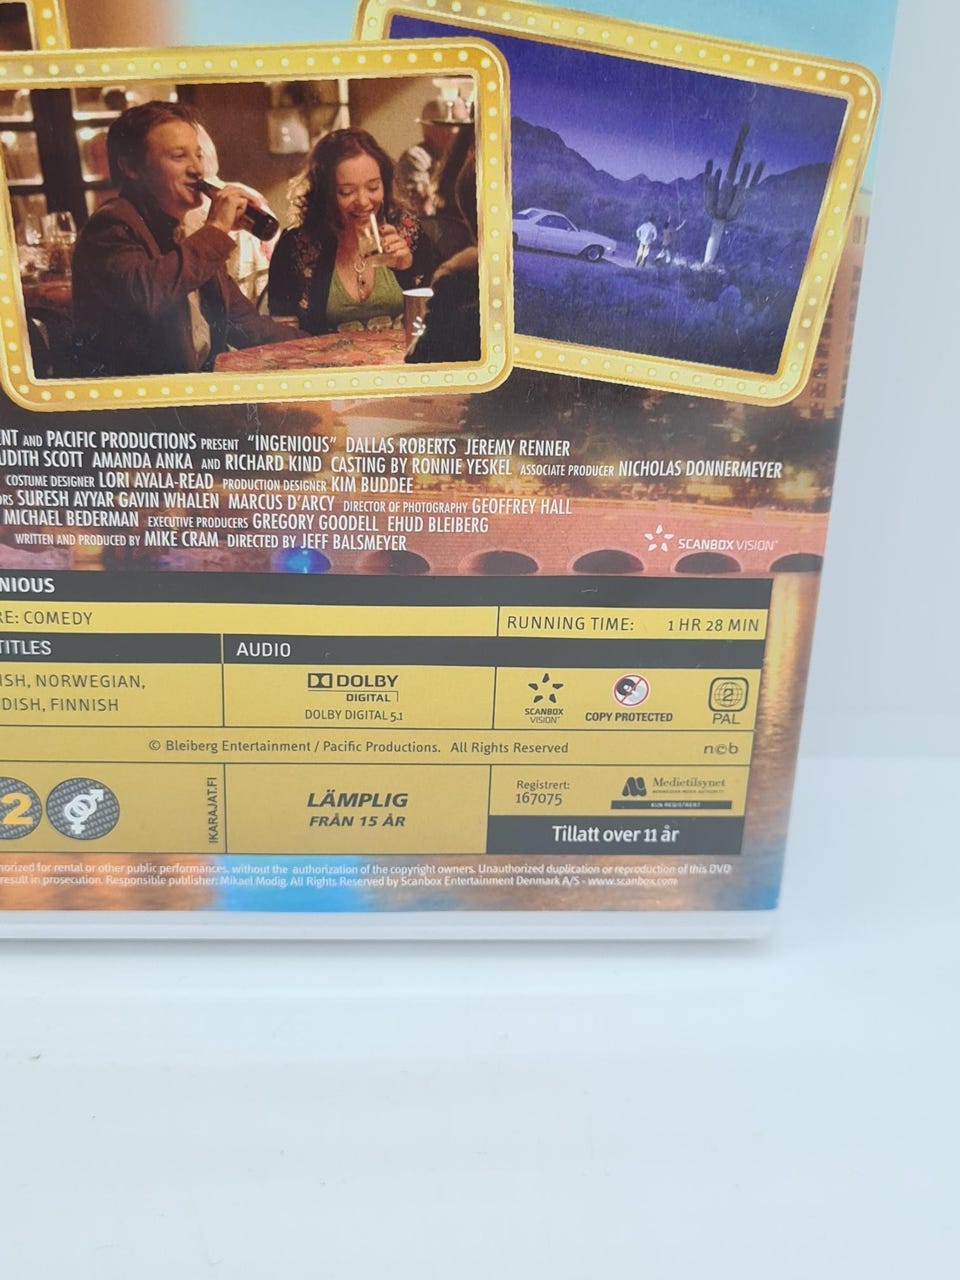 AND PACIFIC PRODUCTIONS PRESENT "INGENIOUS" DALLAS ROBERTS JEREMY RENNER
SCOTT AMANDA ANKA AND RICHARD KIND CASTING BY RONNIE YESKEL ASSOCIATE PRODUCER NICHOLAS DONNERMEYER
COSTUME DESIGNER LORI AYALA-READ PRODUCTION DESIGNER KIM BUDDEE
SURESH AYYAR GAVIN WHALEN MARCUS D'ARCY DIRECTOR OF PHOTOGRAPHY GEOFFREY HALL
MICHAEL BEDERMAN EXECUTIVE PRODUCERS GREGORY GOODELL EHUD BLEIBERG
WRITTEN AND PRODUCED BY MIKE CRAM DIRECTED BY JEFF BALSMEYER
SCANBOX VISION
NIOUS
RE: COMEDY
RUNNING TIME: 1 HR 28 MIN
TITLES
AUDIO
ISH, NORWEGIAN,
DISH, FINNISH
DOLBY
DIGITAL
DOLBY DIGITAL 5.1
SCANBOX
VISION
COPY PROTECTED
2
PAL
© Bleiberg Entertainment / Pacific Productions. All Rights Reserved
ncb
2
IKARAJAT.FI
LÄMPLIG
FRÅN 15 ÅR
Registrert:
167075
Medietilsynet
NORWEGIAN MEDIA AUTHORITY
KUN REGISTRERT
Tillatt over 11 år
orized for rental or other public performances, without the authorization of the copyright owners. Unauthorized duplication or reproduction of this DVD
result in prosecution. Responsible publisher: Mikael Modig. All Rights Reserved by Scanbox Entertainment Denmark A/S - www.scanbox.com